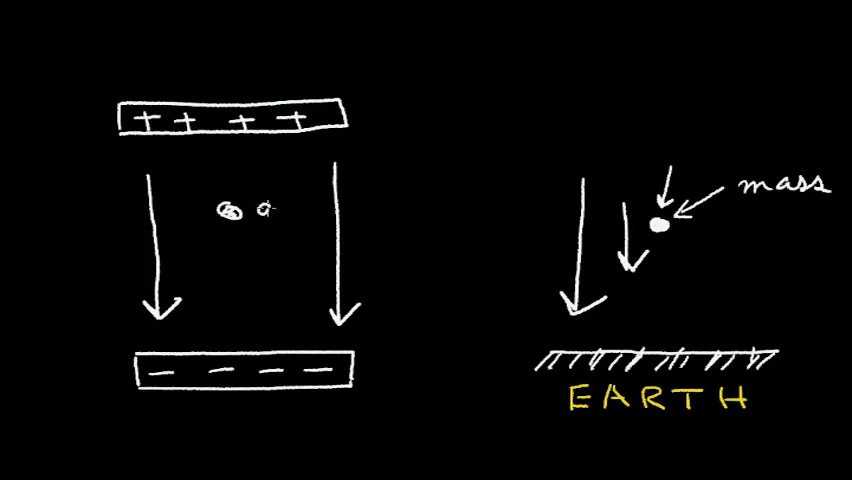 + + + +
mass
- - - -
EARTH